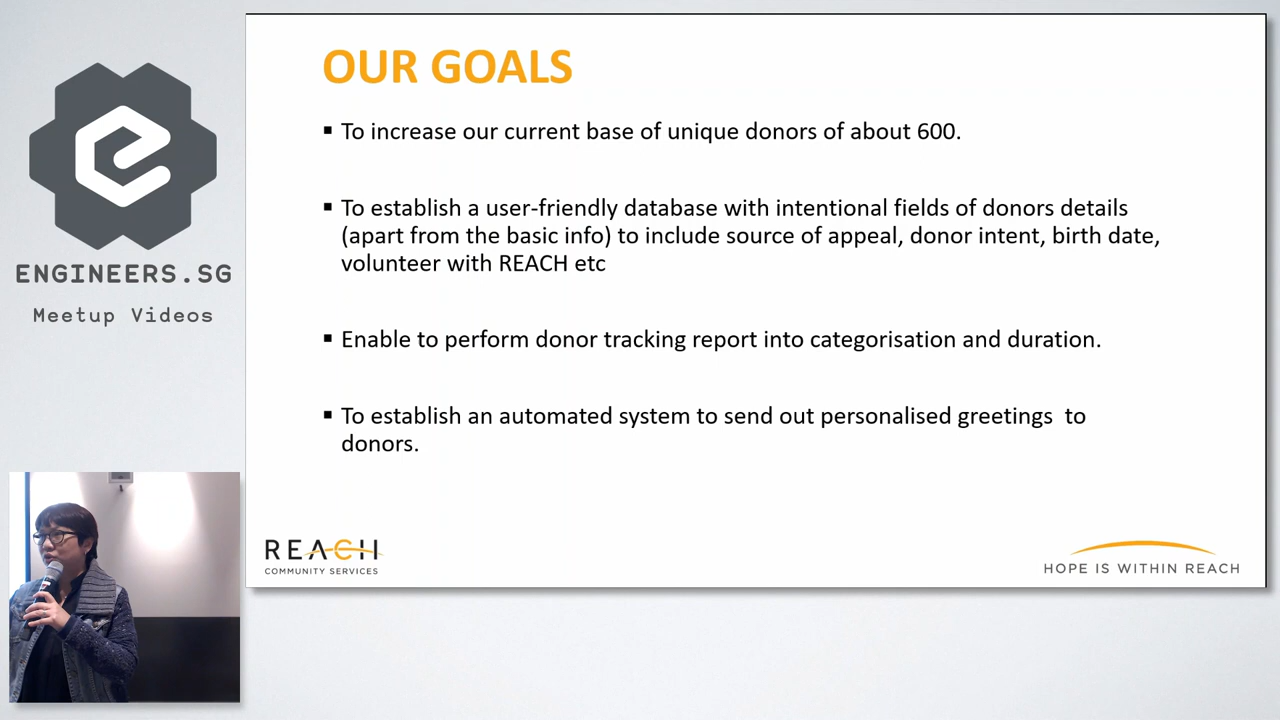 ENGINEERS.SG
Meetup Videos
OUR GOALS
▪ To increase our current base of unique donors of about 600.
▪ To establish a user-friendly database with intentional fields of donors details
(apart from the basic info) to include source of appeal, donor intent, birth date,
volunteer with REACH etc
▪ Enable to perform donor tracking report into categorisation and duration.
▪ To establish an automated system to send out personalised greetings  to
donors.
REACH
COMMUNITY SERVICES
HOPE IS WITHIN REACH